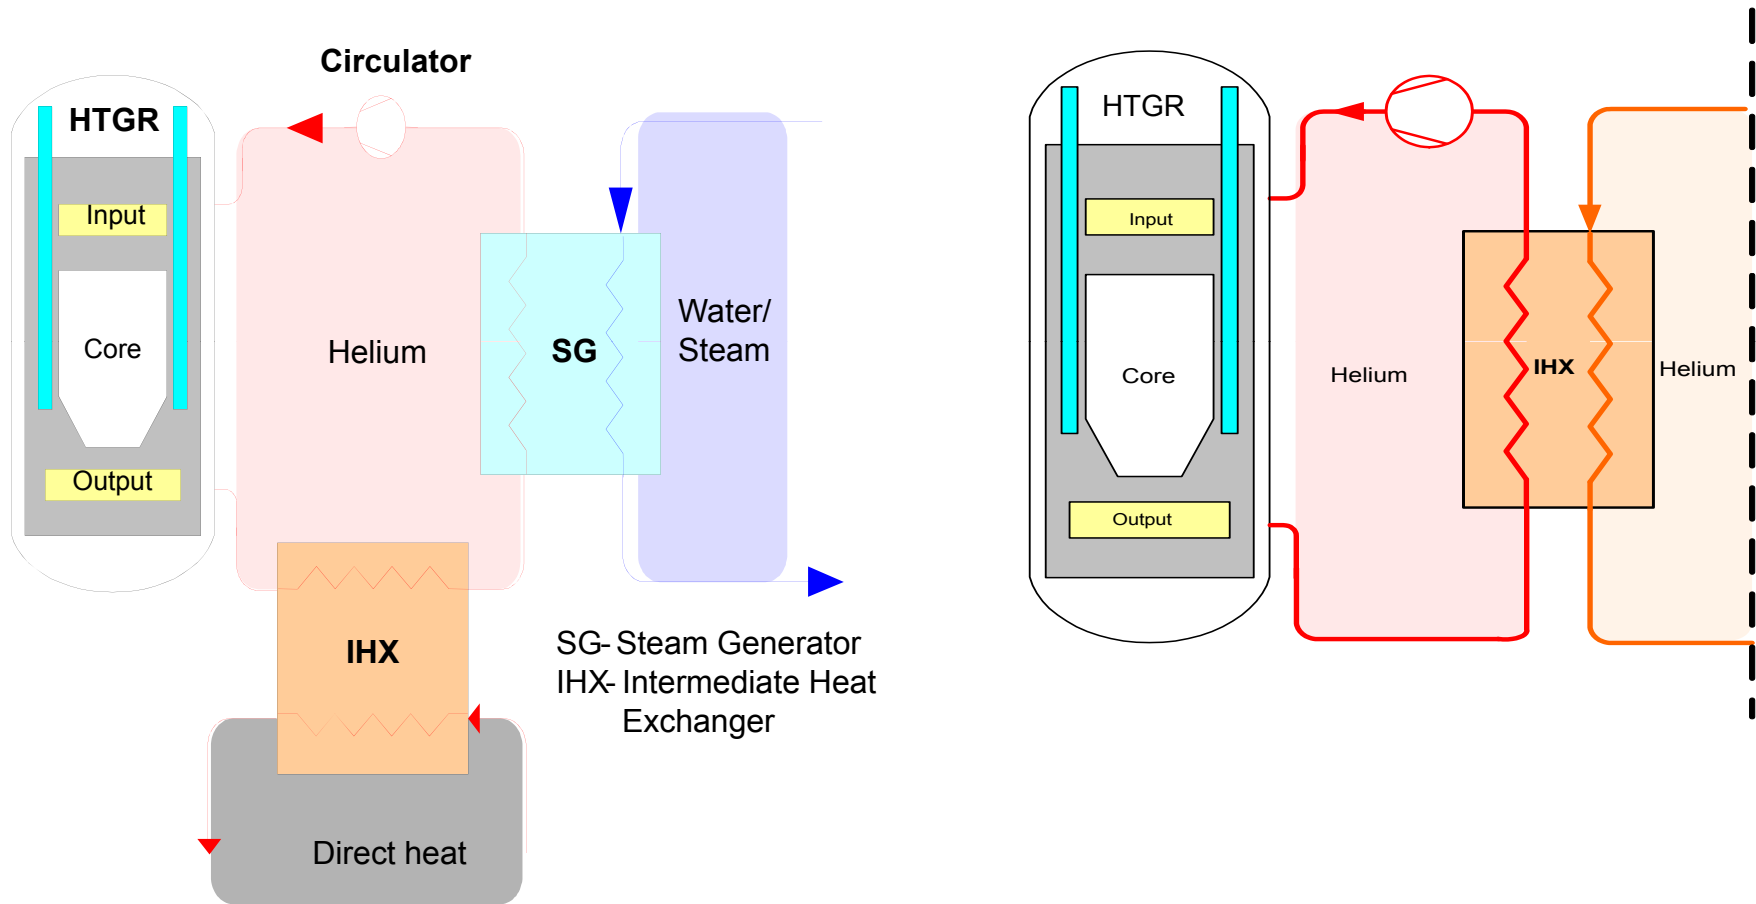 Circulator
HTGR
Input
Core
Output
Helium
SG
Water/
Steam
IHX
Direct heat
SG- Steam Generator
IHX- Intermediate Heat
Exchanger
HTGR
Input
Core
Output
Helium
IHX
Helium